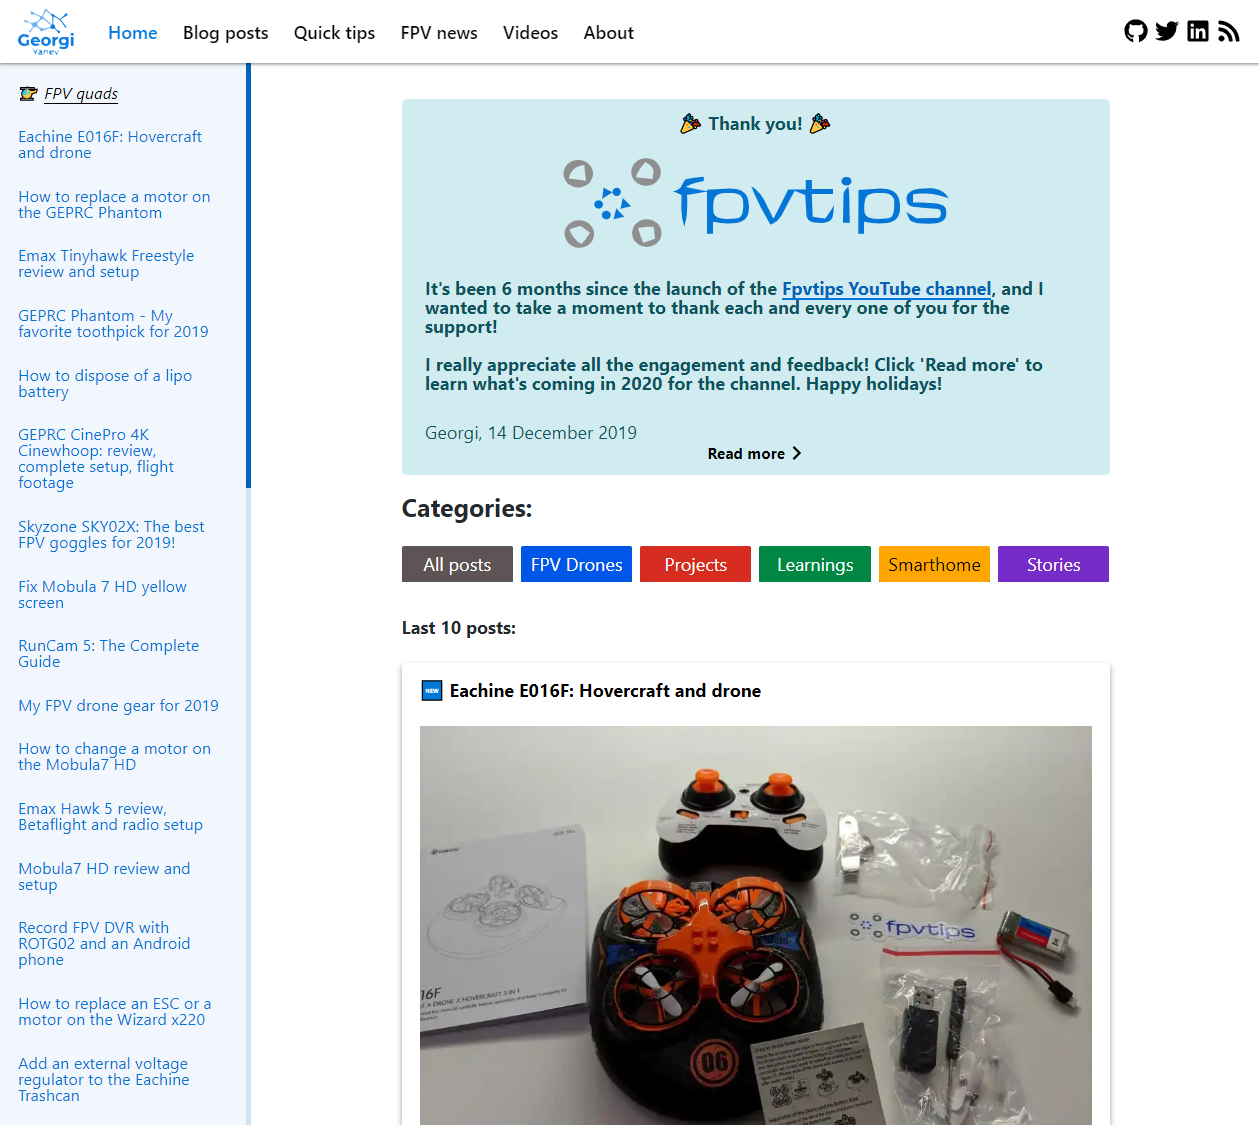 Georgi
Yanev
Home
Blog posts
Quick tips
FPV news
Videos
About
FPV quads
Eachine E016F: Hovercraft
and drone
How to replace a motor on
the GEPRC Phantom
Emax Tinyhawk Freestyle
review and setup
GEPRC Phantom - My
favorite toothpick for 2019
How to dispose of a lipo
battery
GEPRC CinePro 4K
Cinewhoop: review,
complete setup, flight
footage
Skyzone SKY02X: The best
FPV goggles for 2019!
Fix Mobula 7 HD yellow
screen
RunCam 5: The Complete
Guide
My FPV drone gear for 2019
How to change a motor on
the Mobula7 HD
Emax Hawk 5 review,
Betaflight and radio setup
Mobula7 HD review and
setup
Record FPV DVR with
ROTG02 and an Android
phone
How to replace an ESC or a
motor on the Wizard x220
Add an external voltage
regulator to the Eachine
Trashcan
Thank you!
fpvtips
It's been 6 months since the launch of the Fpvtips YouTube channel, and I
wanted to take a moment to thank each and every one of you for the
support!
I really appreciate all the engagement and feedback! Click 'Read more' to
learn what's coming in 2020 for the channel. Happy holidays!
Georgi, 14 December 2019
Read more
Categories:
All posts
FPV Drones
Projects
Learnings
Smarthome
Stories
Last 10 posts:
NEW Eachine E016F: Hovercraft and drone
fpvtips
16F
DRONE X HOVERCRAFT 3 IN 1
06